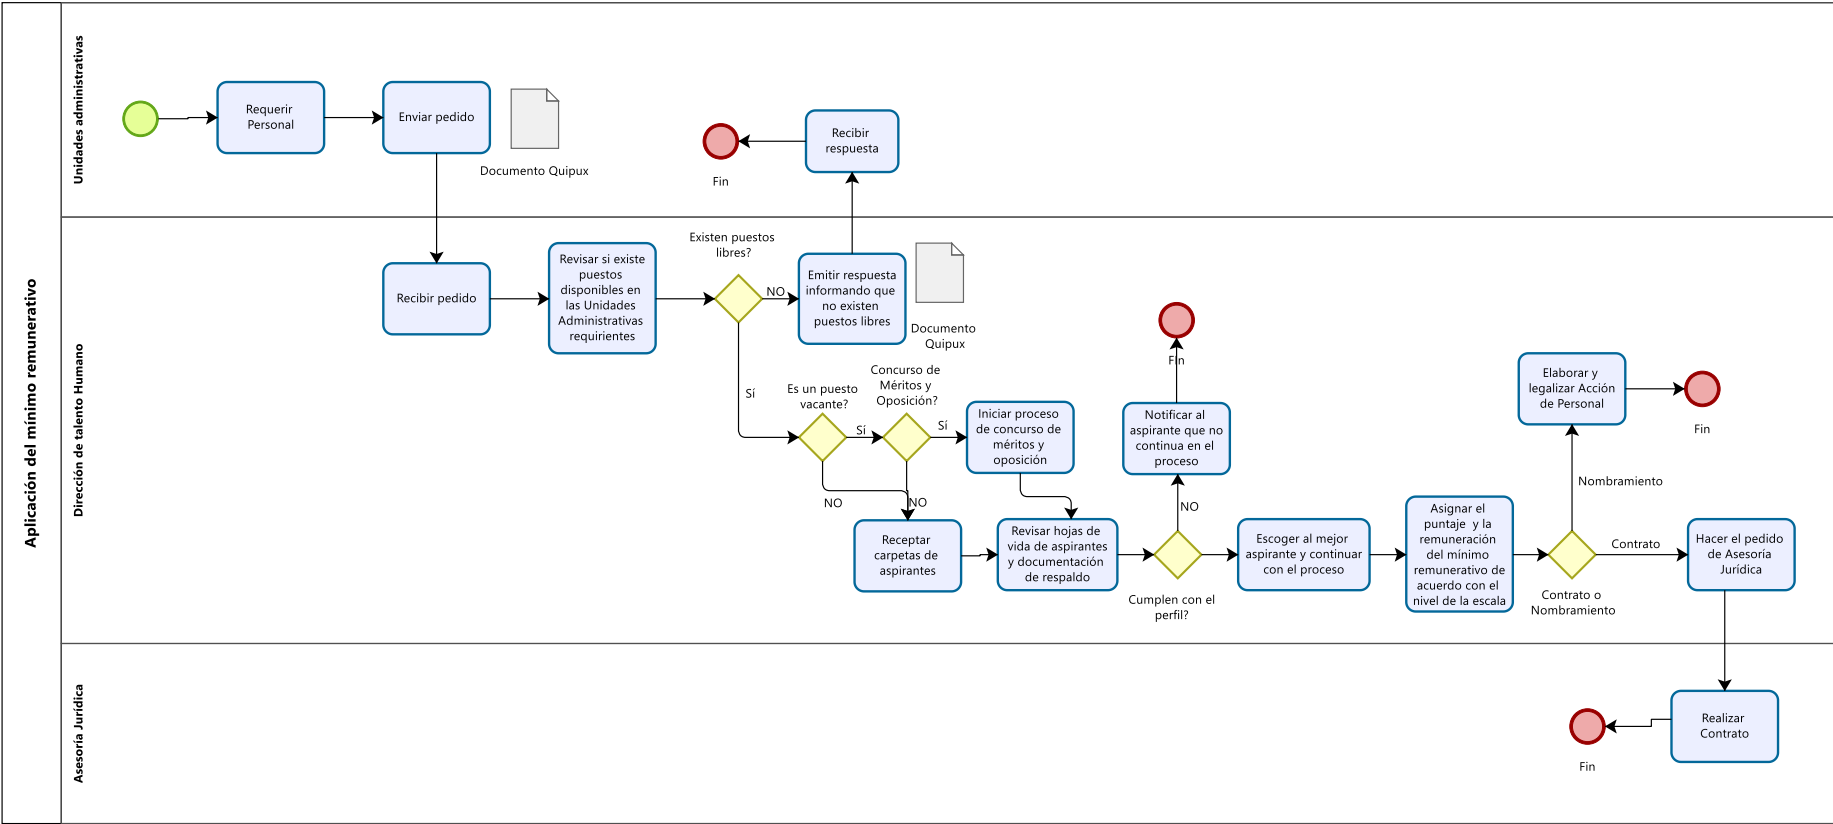 Aplicación del mínimo remunerativo
Unidades administrativas
Requerir
Personal
Enviar pedido
Documento Quipux
Recibir
respuesta
Fin
Dirección de talento Humano
Recibir pedido
Revisar si existe
puestos
disponibles en
las Unidades
Administrativas
requirientes
Existen puestos
libres?
NO
Emitir respuesta
informando que
no existen
puestos libres
Documento
Quipux
Sí
Es un puesto
vacante?
Sí
NO
Concurso de
Méritos y
Oposición?
Sí
NO
Iniciar proceso
de concurso de
méritos y
oposición
Receptar
carpetas de
aspirantes
Revisar hojas de
vida de aspirantes
y documentación
de respaldo
Cumplen con el
perfil?
NO
Notificar al
aspirante que no
continua en el
proceso
Fin
Escoger al mejor
aspirante y continuar
con el proceso
Asignar el
puntaje y la
remuneración
del mínimo
remunerativo de
acuerdo con el
nivel de la escala
Contrato o
Nombramiento
Nombramiento
Elaborar y
legalizar Acción
de Personal
Fin
Contrato
Hacer el pedido
de Asesoría
Jurídica
Asesoría Jurídica
Realizar
Contrato
Fin